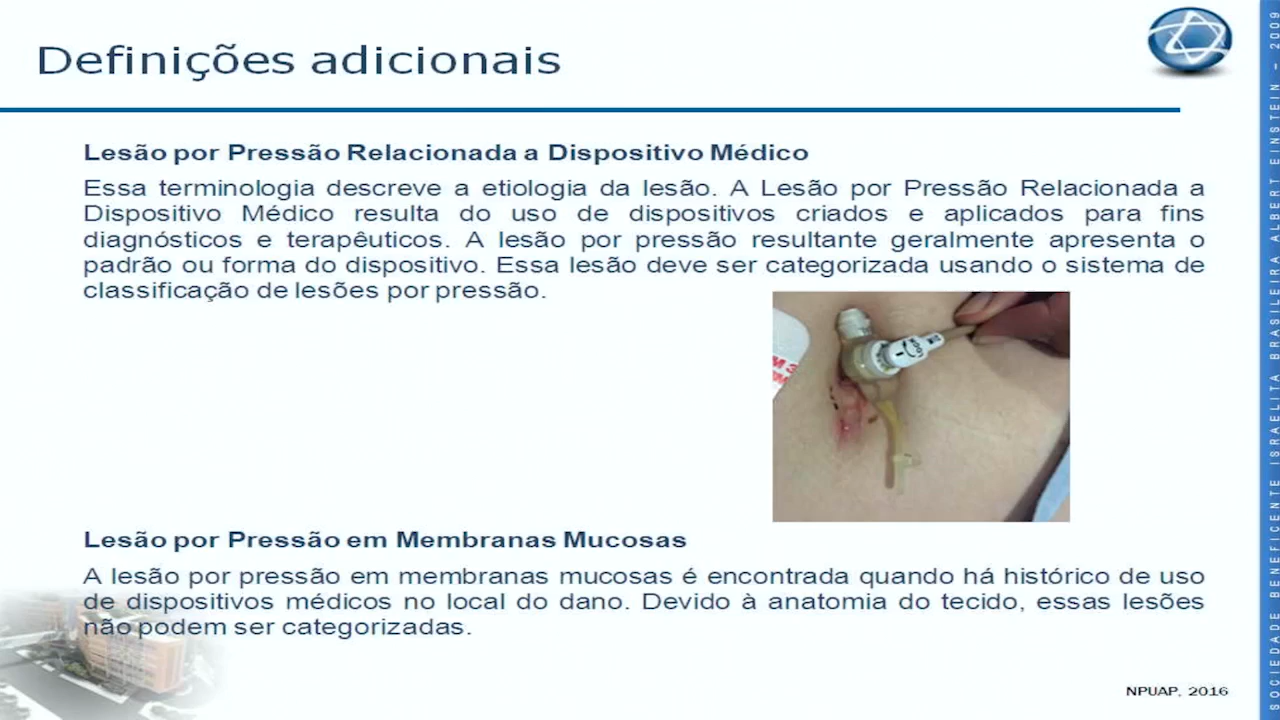 Definições adicionais
Lesão por Pressão Relacionada a Dispositivo Médico
Essa terminologia descreve a etiologia da lesão. A Lesão por Pressão Relacionada a
Dispositivo Médico resulta do uso de dispositivos criados e aplicados para fins
diagnósticos e terapêuticos. A lesão por pressão resultante geralmente apresenta o
padrão ou forma do dispositivo. Essa lesão deve ser categorizada usando o sistema de
classificação de lesões por pressão.
Lesão por Pressão em Membranas Mucosas
A lesão por pressão em membranas mucosas é encontrada quando há histórico de uso
de dispositivos médicos no local do dano. Devido à anatomia do tecido, essas lesões
não podem ser categorizadas.
NPUAP, 2016
SOCIEDADE BENEFICENTE ISRAELITA BRASILEIRA ALBERT EINSTEIN – 2009